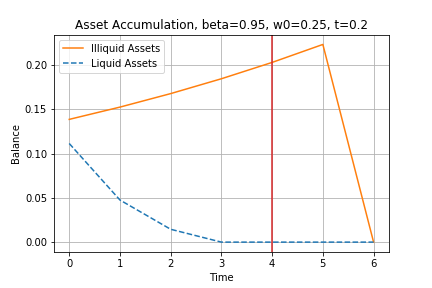 Asset Accumulation, beta=0.95, w0=0.25, t=0.2
Illiquid Assets
Liquid Assets
Balance
0.20
0.15
0.10
0.05
0.00
0 1 2 3 4 5 6
Time